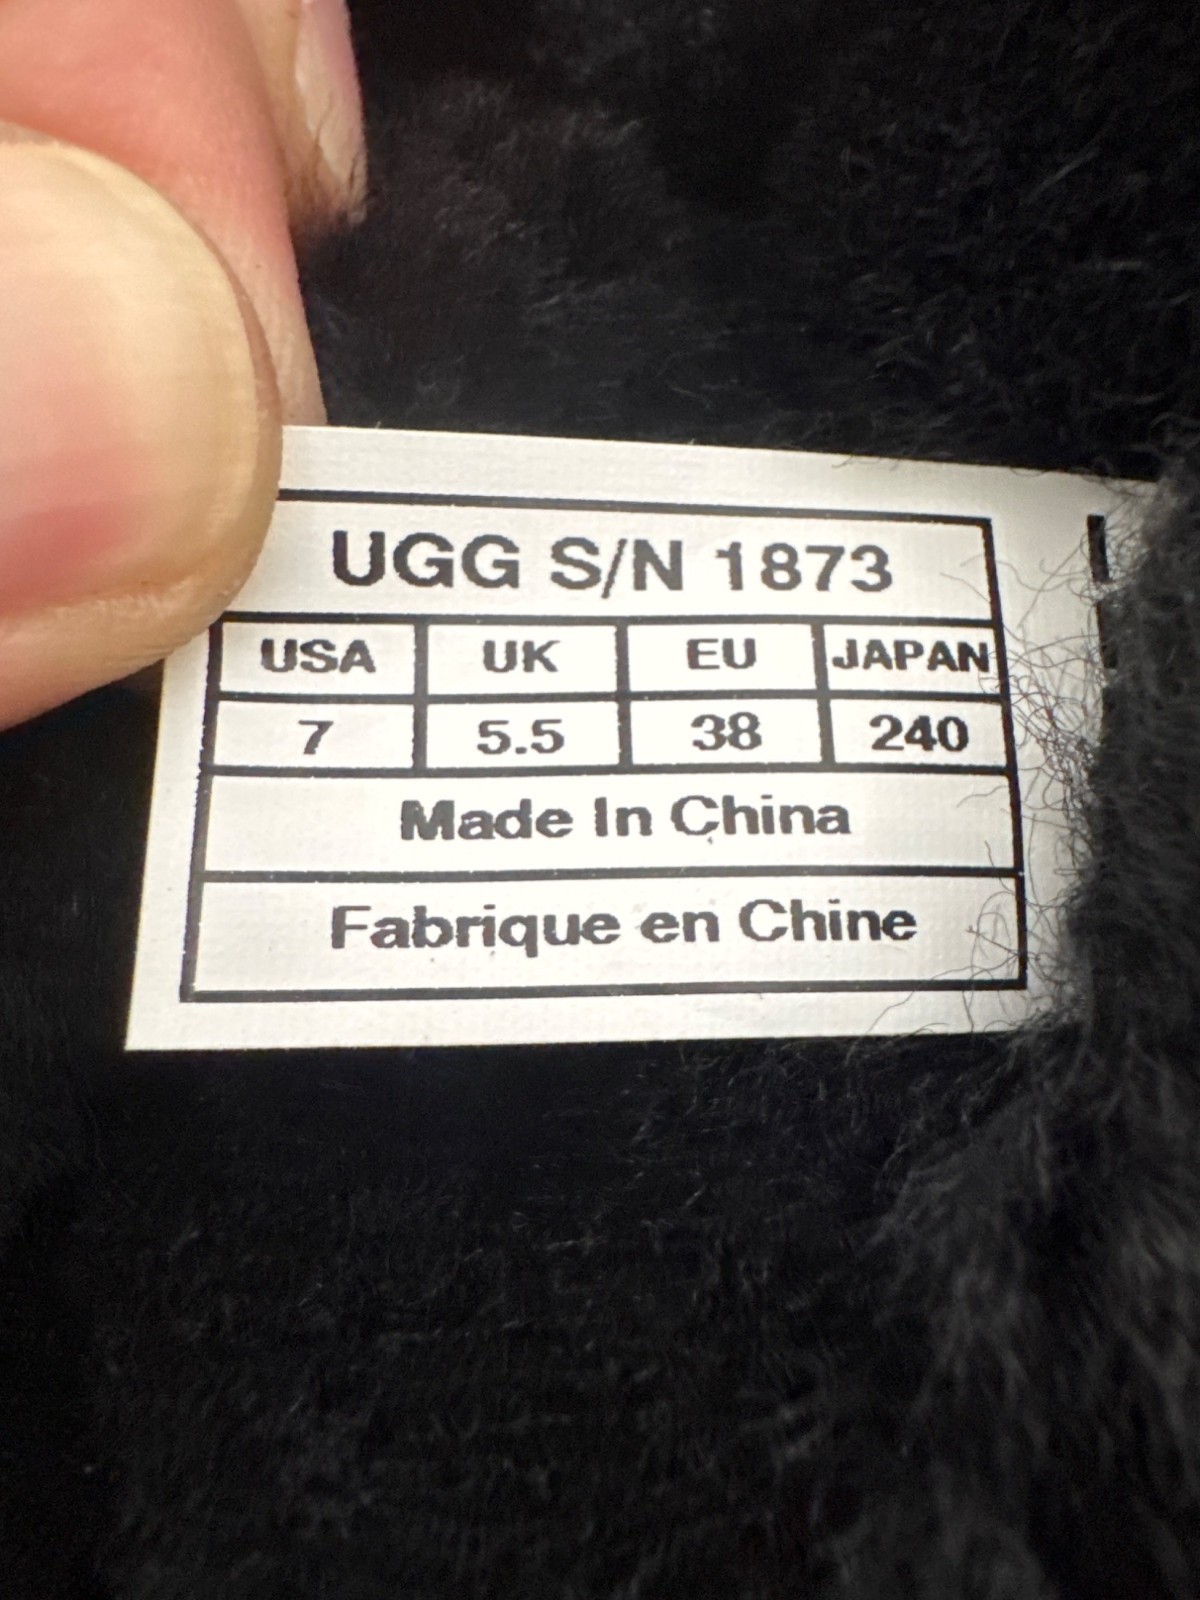 UGG S/N 1873
USA UK EU JAPAN
7 5.5 38 240
Made In China
Fabrique en Chine